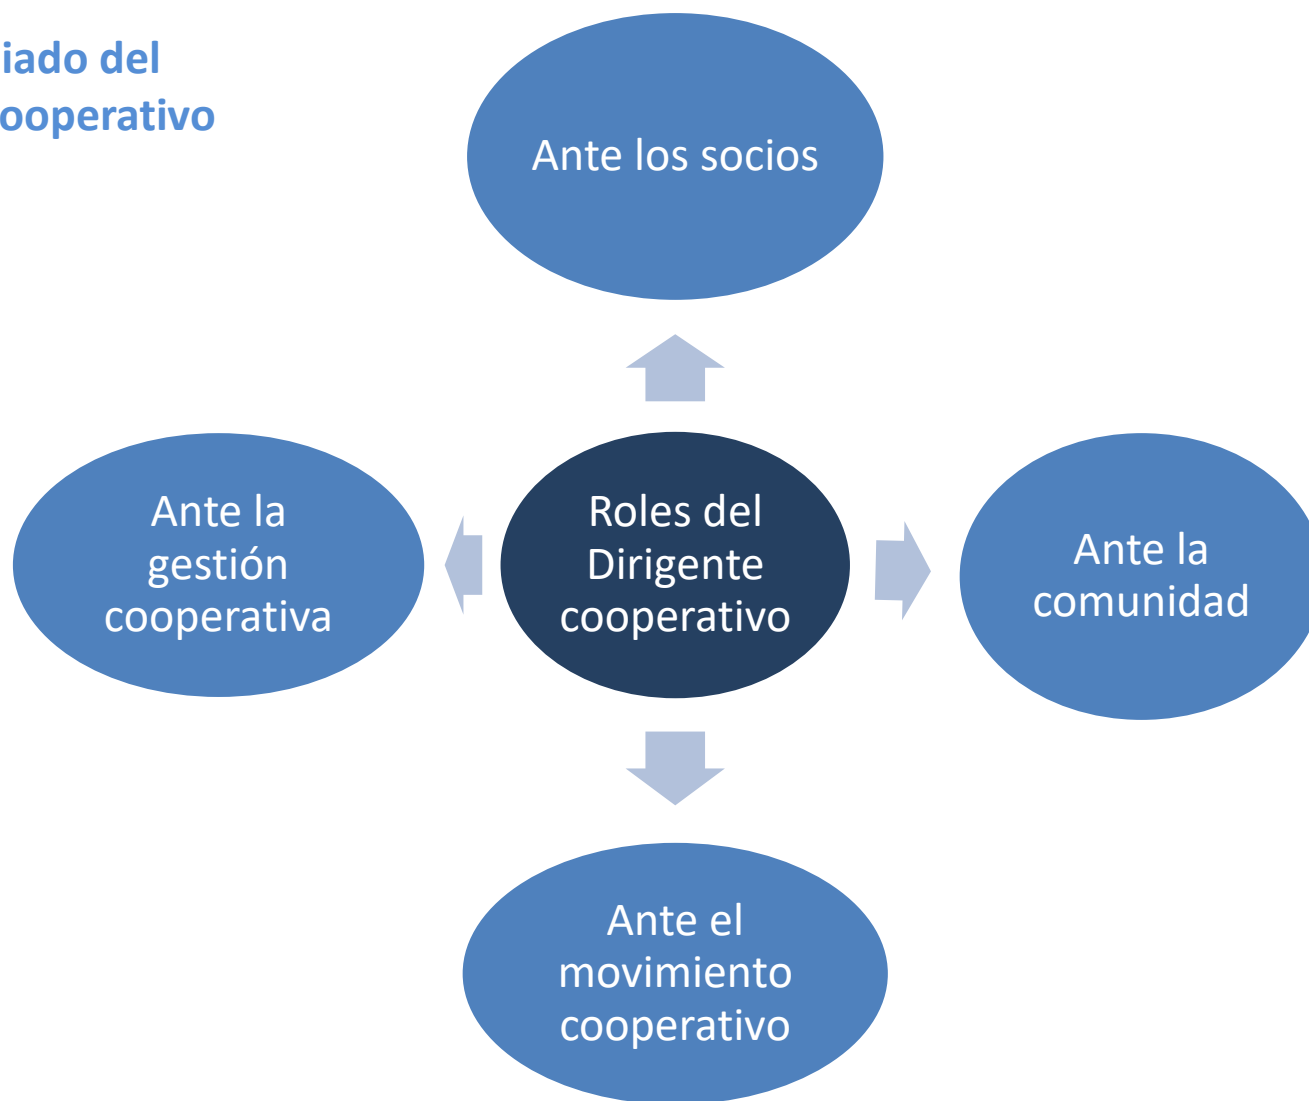 iado del
ooperativo
Ante los socios
Ante la
gestión
cooperativa
Roles del
Dirigente
cooperativo
Ante la
comunidad
Ante el
movimiento
cooperativo